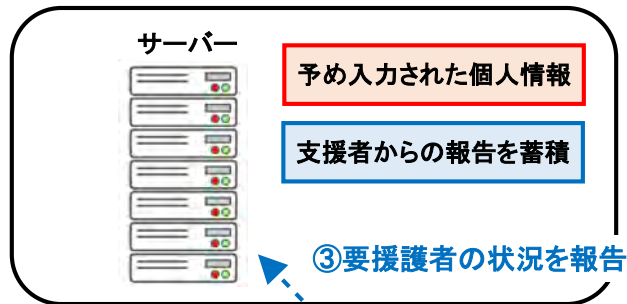 サーバー
予め入力された個人情報
支援者からの報告を蓄積
③要援護者の状況を報告